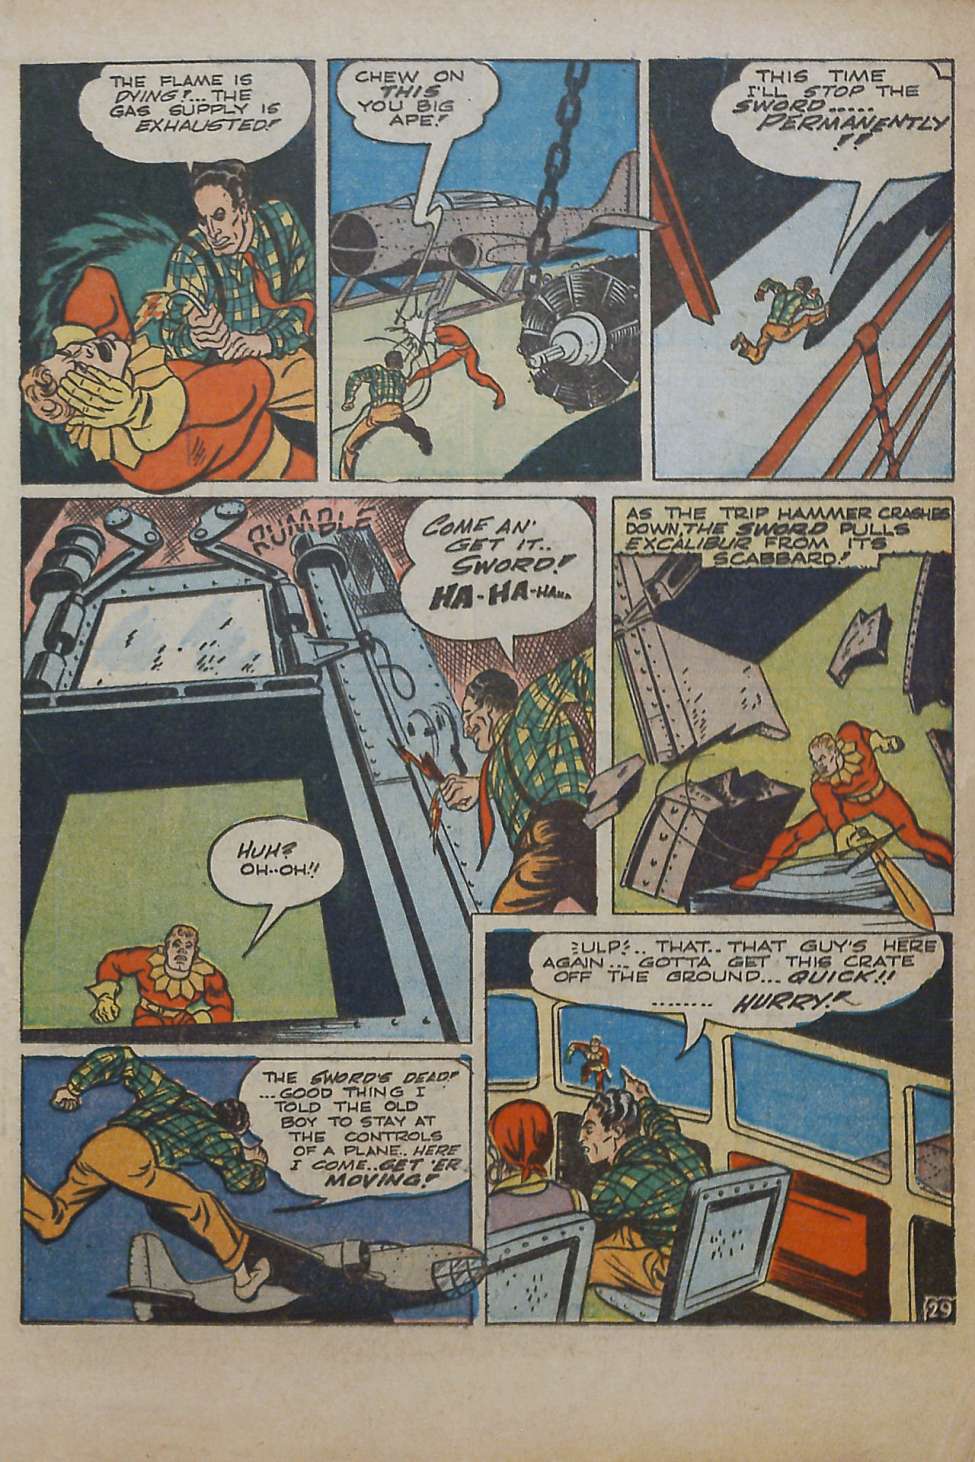 THE FLAME IS
DYING!... THE
GAS SUPPLY IS
EXHAUSTED!
CHEW ON
THIS
YOU BIG
APE!
THIS TIME
I'LL STOP THE
SWORD.....
PERMANENTLY
!!
RUMBLE
COME AN'
GET IT..
SWORD!
HA-HA-HA...
HUH?
OH--OH!!
AS THE TRIP HAMMER CRASHES
DOWN, THE SWORD PULLS
EXCALIBUR FROM ITS
SCABBARD!
THE SWORD'S DEAD!
...GOOD THING I
TOLD THE OLD
BOY TO STAY AT
THE CONTROLS
OF A PLANE.. HERE
I COME..GET 'ER
MOVING!
ULP!... THAT.. THAT GUY'S HERE
AGAIN... GOTTA GET THIS CRATE
OFF THE GROUND... QUICK!!
........ HURRY!
29